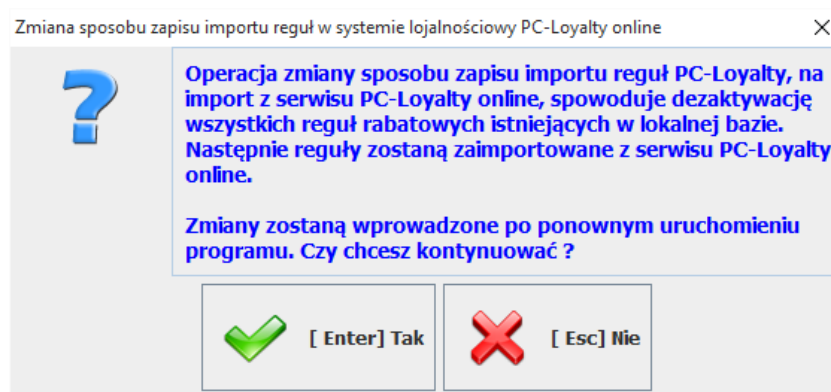 Zmiana sposobu zapisu importu reguł w systemie lojalnościowy PC-Loyalty online
Operacja zmiany sposobu zapisu importu reguł PC-Loyalty, na
import z serwisu PC-Loyalty online, spowoduje dezaktywację
wszystkich reguł rabatowych istniejących w lokalnej bazie.
Następnie reguły zostaną zaimportowane z serwisu PC-Loyalty
online.
Zmiany zostaną wprowadzone po ponownym uruchomieniu
programu. Czy chcesz kontynuować ?
[ Enter] Tak
[ Esc] Nie